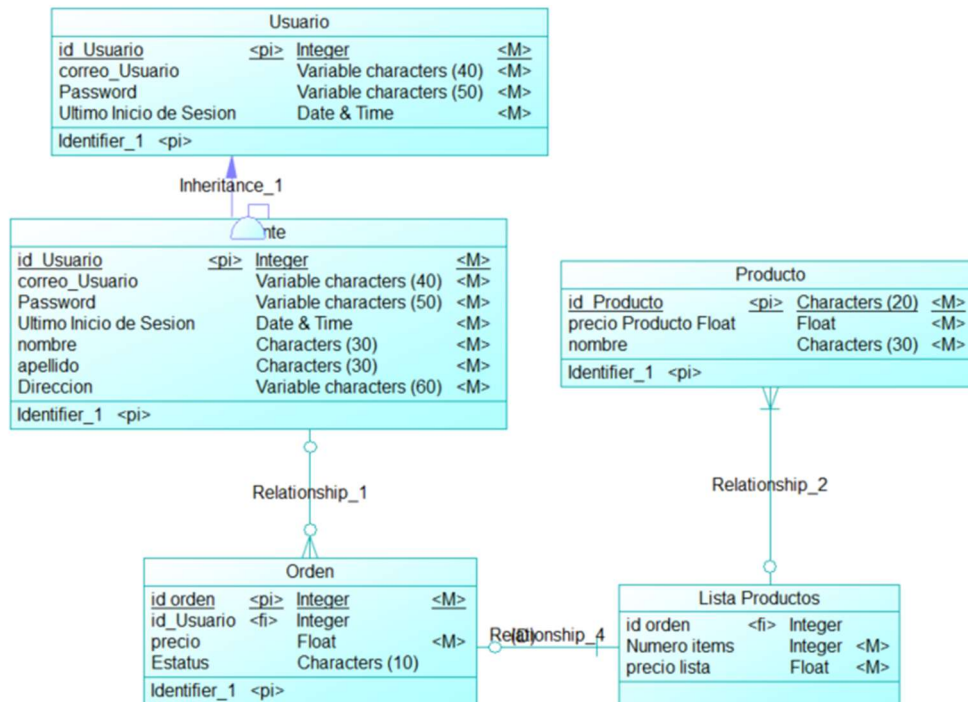 Usuario
id_Usuario <pi> Integer <M>
correo_Usuario Variable characters (40) <M>
Password Variable characters (50) <M>
Ultimo Inicio de Sesion Date & Time <M>
Identifier_1 <pi>
Inheritance_1
nte
id_Usuario <pi> Integer <M>
correo_Usuario Variable characters (40) <M>
Password Variable characters (50) <M>
Ultimo Inicio de Sesion Date & Time <M>
nombre Characters (30) <M>
apellido Characters (30) <M>
Direccion Variable characters (60) <M>
Identifier_1 <pi>
Producto
id_Producto <pi> Characters (20) <M>
precio Producto Float Float <M>
nombre Characters (30) <M>
Identifier_1 <pi>
Relationship_1
Relationship_2
Orden
id orden <pi> Integer <M>
id_Usuario <fi> Integer
precio Float <M>
Estatus Characters (10)
Identifier_1 <pi>
Relationship_4
(D)
Lista Productos
id orden <fi> Integer
Numero items Integer <M>
precio lista Float <M>